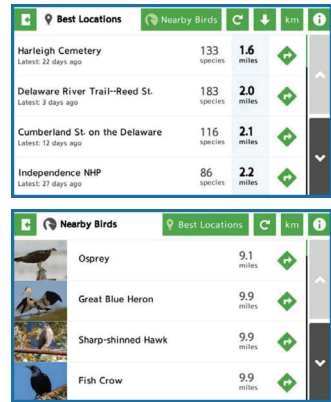 Best Locations Nearby Birds km
Harleigh Cemetery 133 1.6
Latest: 22 days ago species miles
Delaware River Trail--Reed St. 183 2.0
Latest: 3 days ago species miles
Cumberland St. on the Delaware 116 2.1
Latest: 12 days ago species miles
Independence NHP 86 2.2
Latest: 27 days ago species miles
Nearby Birds Best Locations km
Osprey 9.1
miles
Great Blue Heron 9.9
miles
Sharp-shinned Hawk 9.9
miles
Fish Crow 9.9
miles